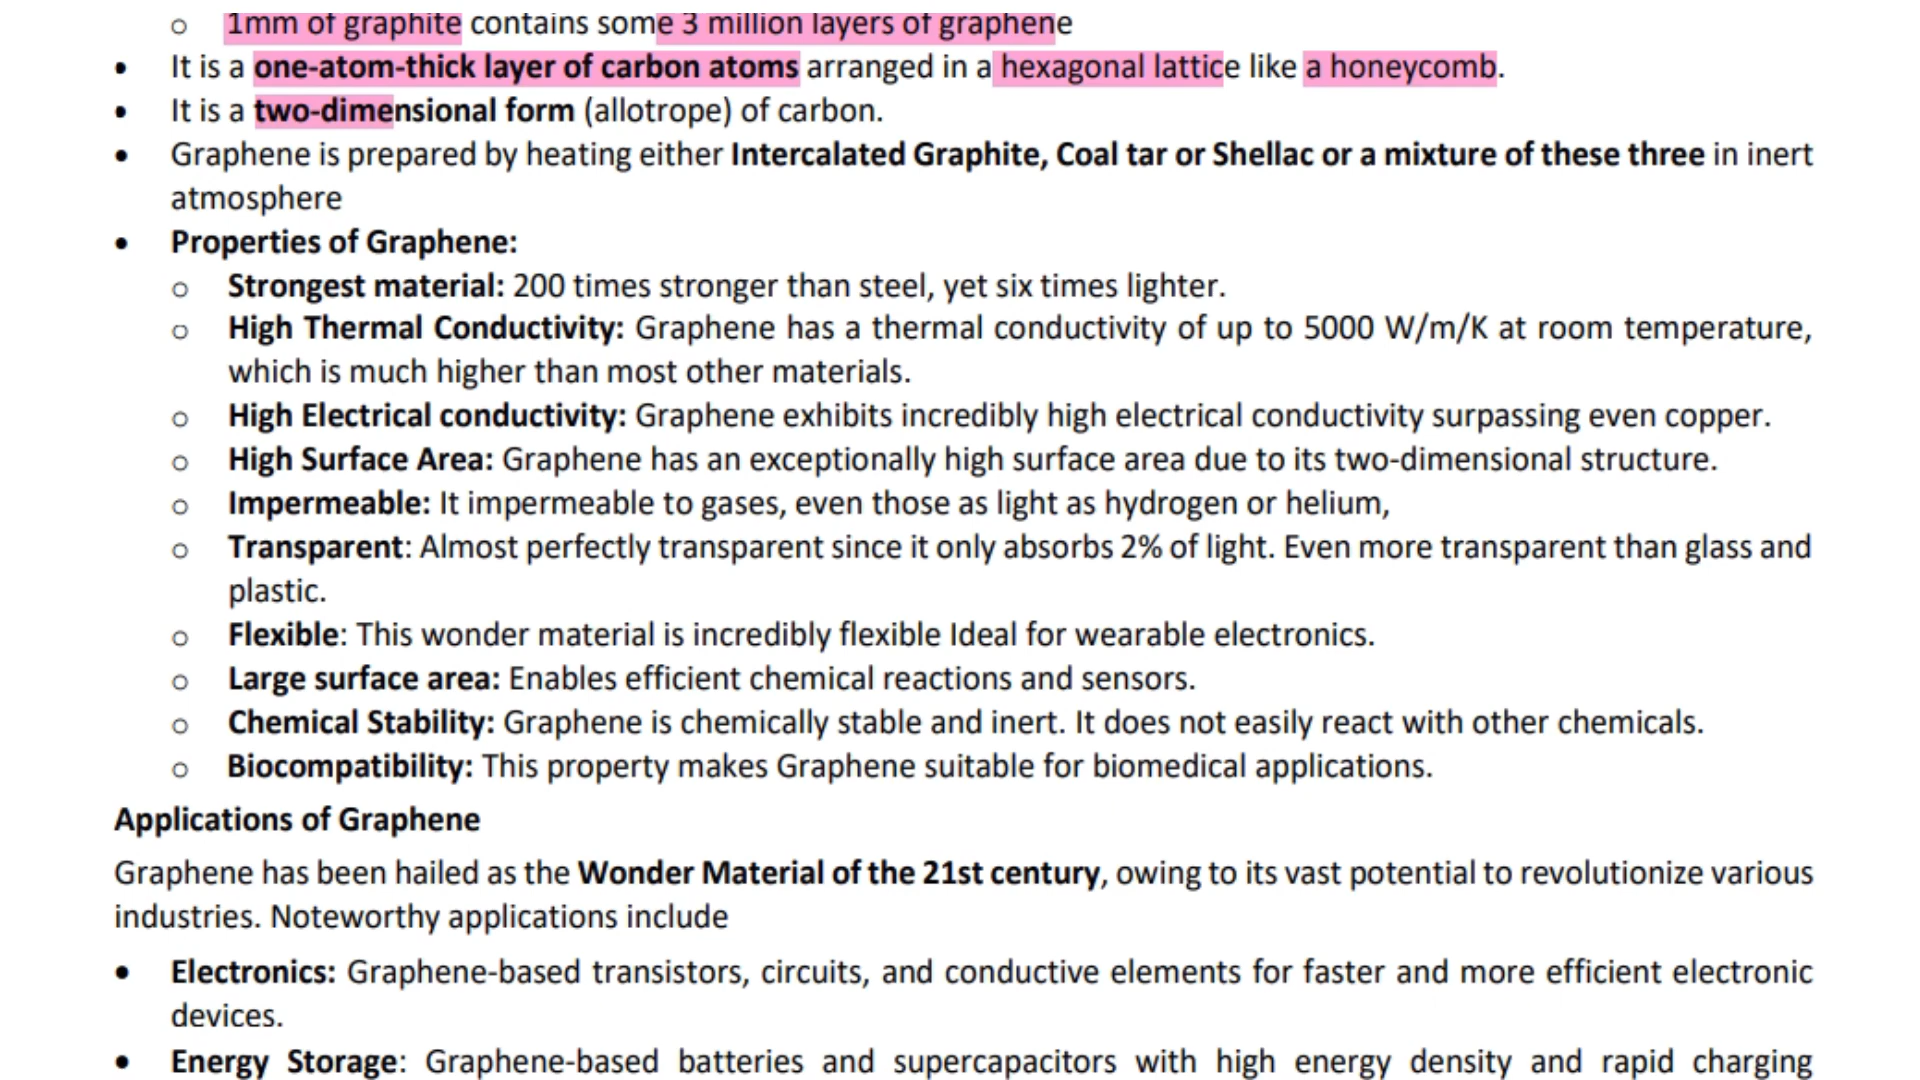 ○ 1mm of graphite contains some 3 million layers of graphene
• It is a one-atom-thick layer of carbon atoms arranged in a hexagonal lattice like a honeycomb.
• It is a two-dimensional form (allotrope) of carbon.
• Graphene is prepared by heating either Intercalated Graphite, Coal tar or Shellac or a mixture of these three in inert
atmosphere
• Properties of Graphene:
○ Strongest material: 200 times stronger than steel, yet six times lighter.
○ High Thermal Conductivity: Graphene has a thermal conductivity of up to 5000 W/m/K at room temperature,
which is much higher than most other materials.
○ High Electrical conductivity: Graphene exhibits incredibly high electrical conductivity surpassing even copper.
○ High Surface Area: Graphene has an exceptionally high surface area due to its two-dimensional structure.
○ Impermeable: It impermeable to gases, even those as light as hydrogen or helium,
○ Transparent: Almost perfectly transparent since it only absorbs 2% of light. Even more transparent than glass and
plastic.
○ Flexible: This wonder material is incredibly flexible Ideal for wearable electronics.
○ Large surface area: Enables efficient chemical reactions and sensors.
○ Chemical Stability: Graphene is chemically stable and inert. It does not easily react with other chemicals.
○ Biocompatibility: This property makes Graphene suitable for biomedical applications.
Applications of Graphene
Graphene has been hailed as the Wonder Material of the 21st century, owing to its vast potential to revolutionize various
industries. Noteworthy applications include
• Electronics: Graphene-based transistors, circuits, and conductive elements for faster and more efficient electronic
devices.
• Energy Storage: Graphene-based batteries and supercapacitors with high energy density and rapid charging